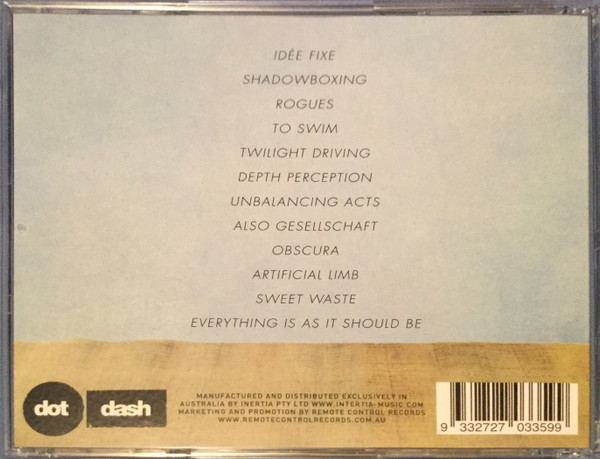 IDÉE FIXE
SHADOWBOXING
ROGUES
TO SWIM
TWILIGHT DRIVING
DEPTH PERCEPTION
UNBALANCING ACTS
ALSO GESELLSCHAFT
OBSCURA
ARTIFICIAL LIMB
SWEET WASTE
EVERYTHING IS AS IT SHOULD BE
dot dash
MANUFACTURED AND DISTRIBUTED EXCLUSIVELY IN
AUSTRALIA BY INERTIA PTY LTD WWW.INTERTIA-MUSIC.COM
MARKETING AND PROMOTION BY REMOTE CONTROL RECORDS
WWW.REMOTECONTROLRECORDS.COM.AU
9 332727 033599